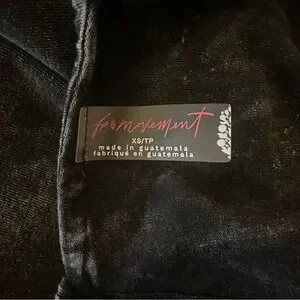 fp movement
XS/TP
made in guatemala
fabriqué en guatemala